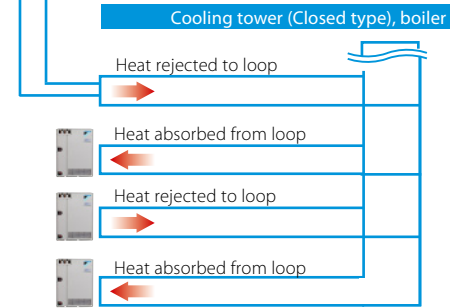 Cooling tower (Closed type), boiler
Heat rejected to loop
Heat absorbed from loop
Heat rejected to loop
Heat absorbed from loop